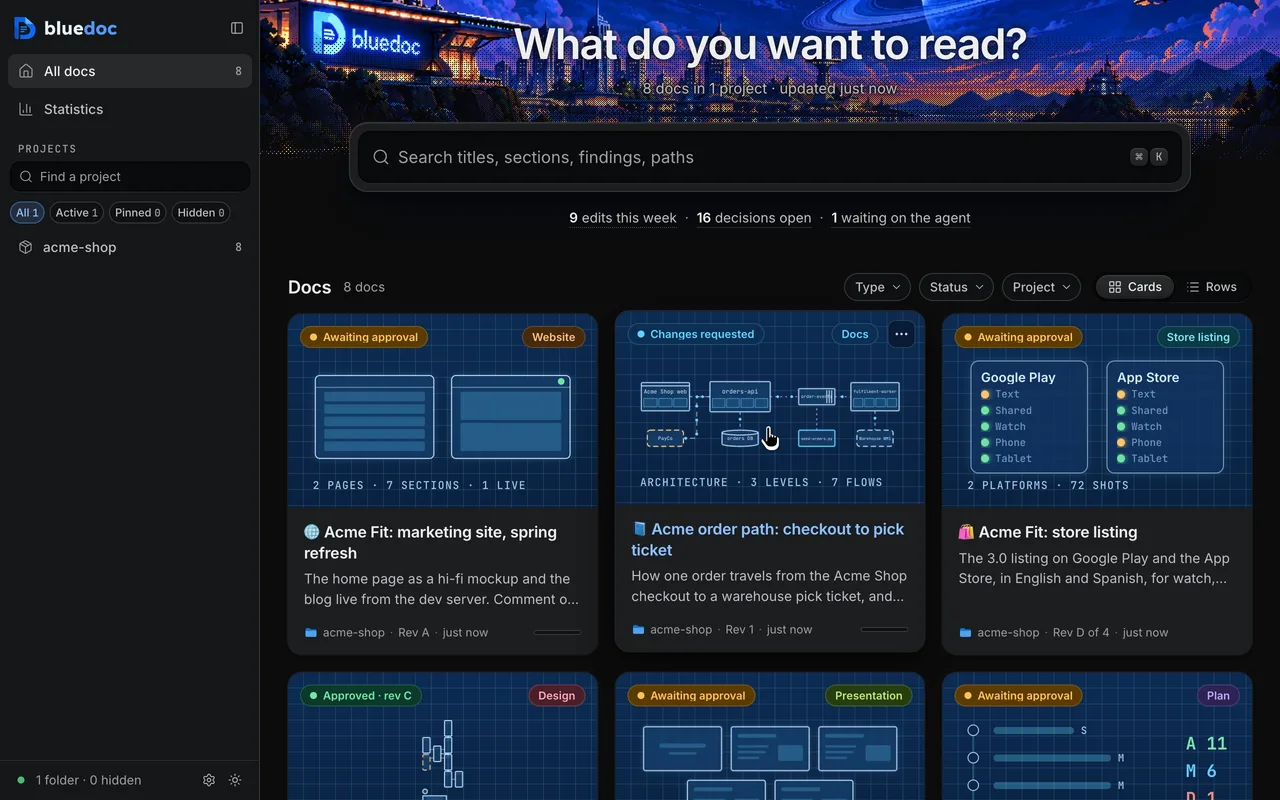 bluedoc
All docs 8
Statistics
PROJECTS
Find a project
All 1 Active 1 Pinned 0 Hidden 0
acme-shop 8
1 folder · 0 hidden
bluedoc
What do you want to read?
8 docs in 1 project · updated just now
Search titles, sections, findings, paths ⌘ K
9 edits this week · 16 decisions open · 1 waiting on the agent
Docs 8 docs
Type Status Project Cards Rows
Awaiting approval Website
2 PAGES · 7 SECTIONS · 1 LIVE
Acme Fit: marketing site, spring
refresh
The home page as a hi-fi mockup and the
blog live from the dev server. Comment o...
acme-shop · Rev A · just now
Changes requested Docs
Acme Shop web orders-api fulfilment-worker
PayCo orders DB seed-orders.py Warehouse WMS
ARCHITECTURE · 3 LEVELS · 7 FLOWS
Acme order path: checkout to pick
ticket
How one order travels from the Acme Shop
checkout to a warehouse pick ticket, and...
acme-shop · Rev 1 · just now
Awaiting approval Store listing
Google Play
Text
Shared
Watch
Phone
Tablet
App Store
Text
Shared
Watch
Phone
Tablet
2 PLATFORMS · 72 SHOTS
Acme Fit: store listing
The 3.0 listing on Google Play and the App
Store, in English and Spanish, for watch,...
acme-shop · Rev D of 4 · just now
Approved · rev C Design
Awaiting approval Presentation
Awaiting approval Plan
S
M
M
A 11
M 6
D 1